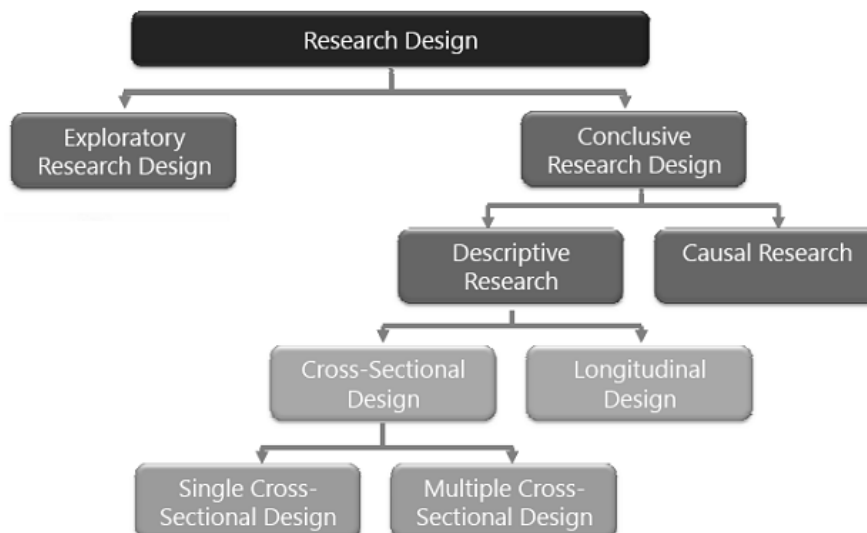 Research Design
Exploratory
Research Design
Conclusive
Research Design
Descriptive
Research
Causal Research
Cross-Sectional
Design
Longitudinal
Design
Single Cross-
Sectional Design
Multiple Cross-
Sectional Design